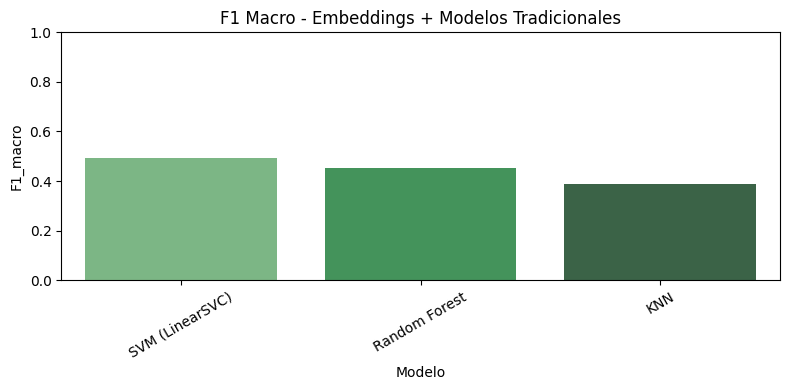 F1 Macro - Embeddings + Modelos Tradicionales
F1_macro
1.0
0.8
0.6
0.4
0.2
0.0
SVM (LinearSVC)
Random Forest
KNN
Modelo